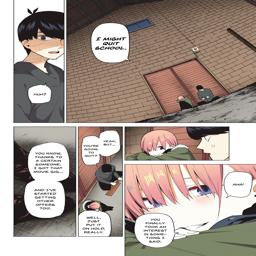 I MIGHT
QUIT
SCHOOL.
HUH?
YEAH,
BUT...
YOU'RE
GOING
TO
QUIT?
YOU KNOW,
THANKS TO
A CERTAIN
SOMEONE,
I GOT THAT
MOVIE GIG...
AND I'VE
STARTED
GETTING
OTHER
OFFERS
TOO.
WELL,
JUST
PUT IT
ON HOLD,
REALLY.
AHA!
YOU
FINALLY
TOOK AN
INTEREST
IN SOME-
THING I
SAID.